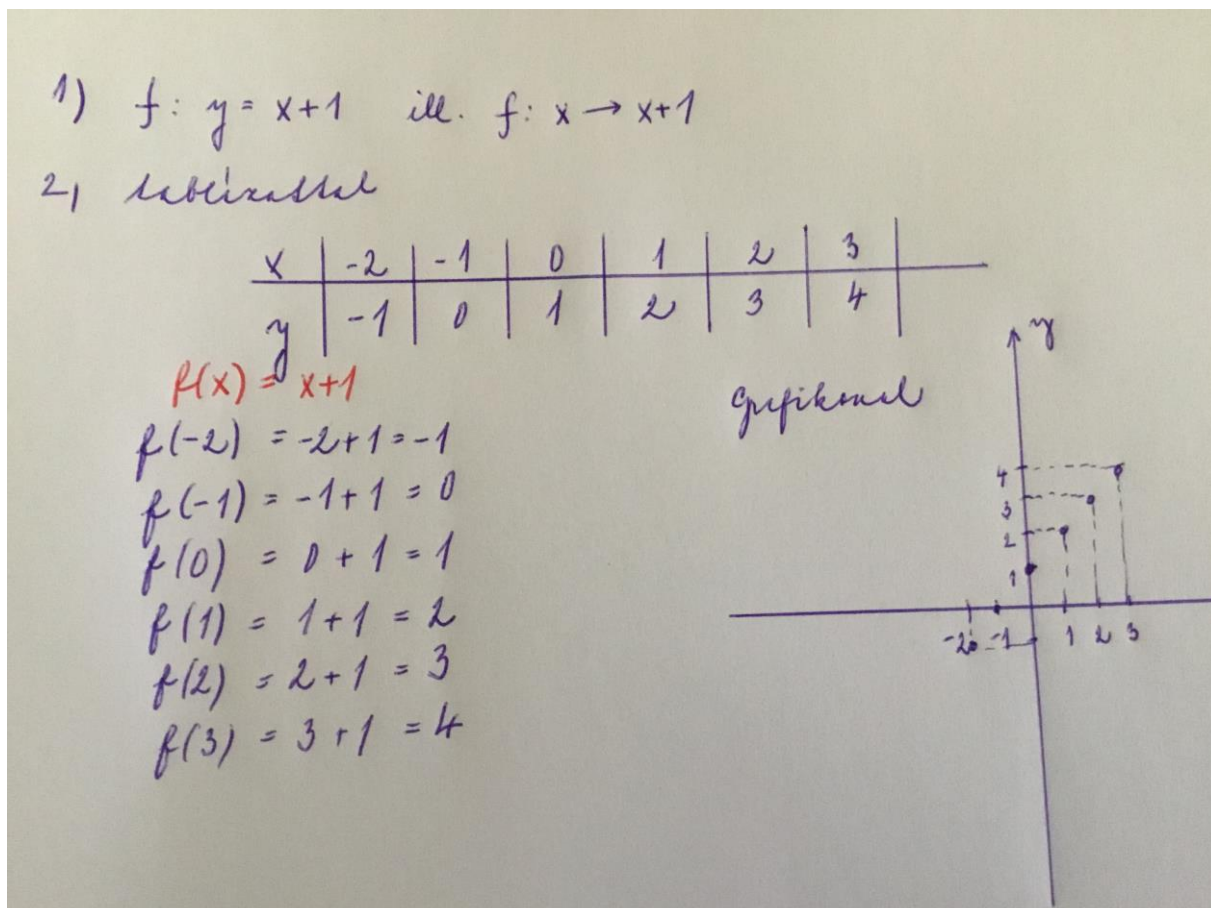 1) f: y = x+1 ill. f: x → x+1
2, táblázattal
x | -2 | -1 | 0 | 1 | 2 | 3 |
y | -1 | 0 | 1 | 2 | 3 | 4 |
f(x) = x+1
f(-2) = -2+1 = -1
f(-1) = -1+1 = 0
f(0) = 0+1 = 1
f(1) = 1+1 = 2
f(2) = 2+1 = 3
f(3) = 3+1 = 4
Grafikonal
y
4
3
2
1
-2 -1 1 2 3